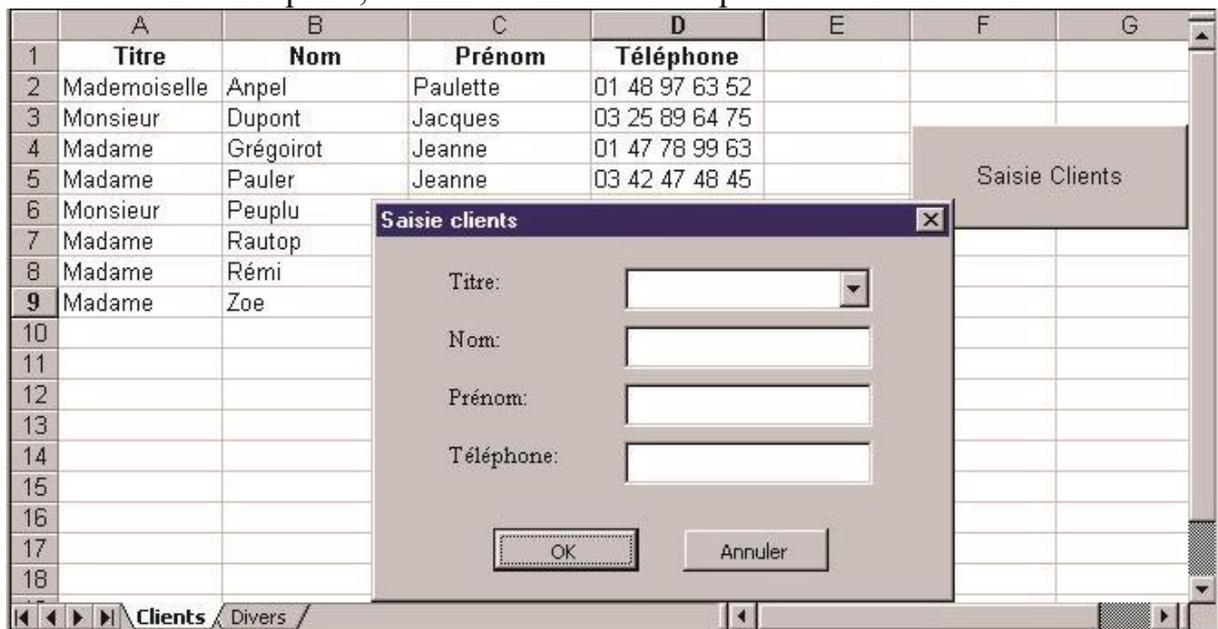 A B C D E F G
1 Titre Nom Prénom Téléphone
2 Mademoiselle Anpel Paulette 01 48 97 63 52
3 Monsieur Dupont Jacques 03 25 89 64 75
4 Madame Grégoirot Jeanne 01 47 78 99 63
5 Madame Pauler Jeanne 03 42 47 48 45
Saisie Clients
6 Monsieur Peuplu
7 Madame Rautop
8 Madame Rémi
9 Madame Zoe
10
11
12
13
14
15
16
17
18
Saisie clients
Titre:
Nom:
Prénom:
Téléphone:
OK Annuler
Clients Divers